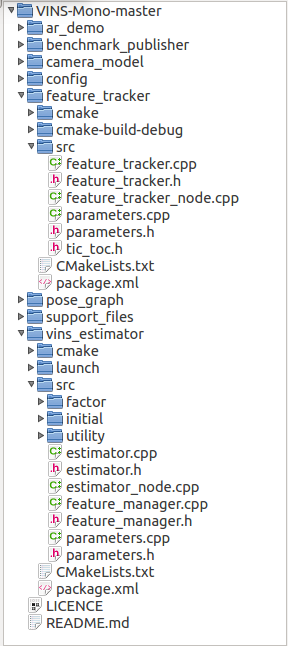 VINS-Mono-master
ar_demo
benchmark_publisher
camera_model
config
feature_tracker
cmake
cmake-build-debug
src
feature_tracker.cpp
feature_tracker.h
feature_tracker_node.cpp
parameters.cpp
parameters.h
tic_toc.h
CMakeLists.txt
package.xml
pose_graph
support_files
vins_estimator
cmake
launch
src
factor
initial
utility
estimator.cpp
estimator.h
estimator_node.cpp
feature_manager.cpp
feature_manager.h
parameters.cpp
parameters.h
CMakeLists.txt
package.xml
LICENCE
README.md